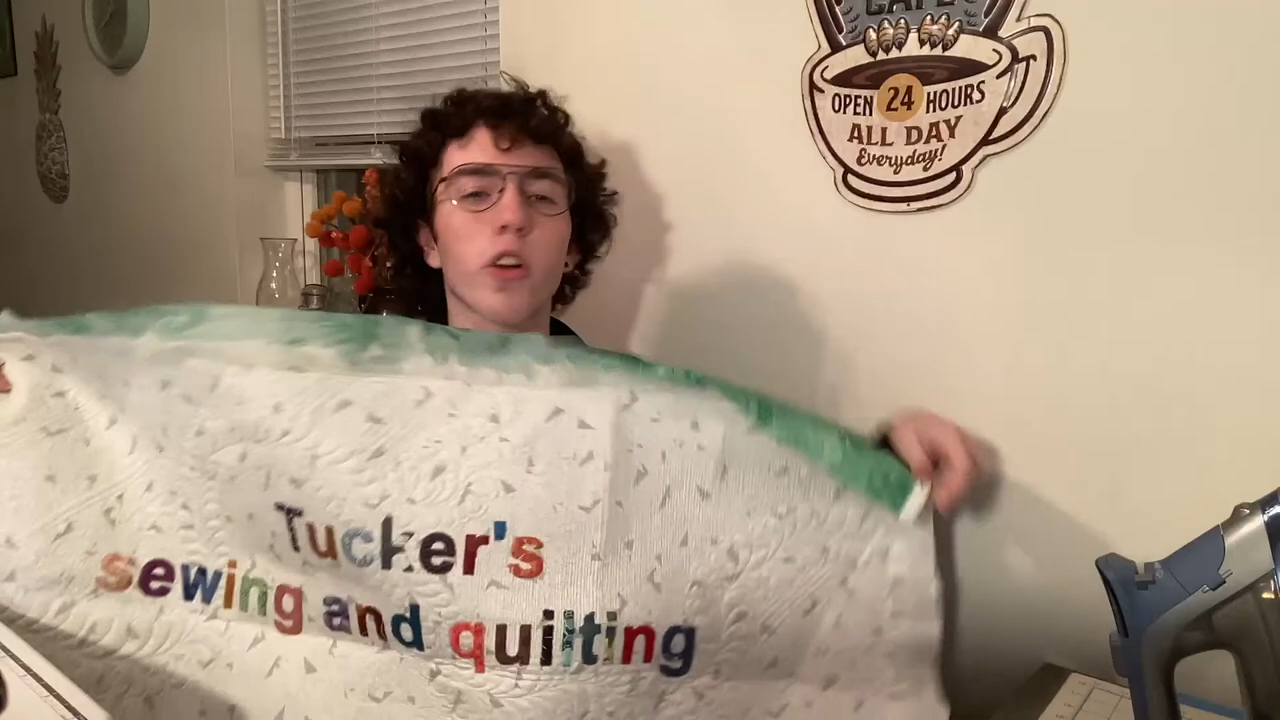 CAFE
OPEN 24 HOURS
ALL DAY
Everyday!
Tucker's
sewing and quilting